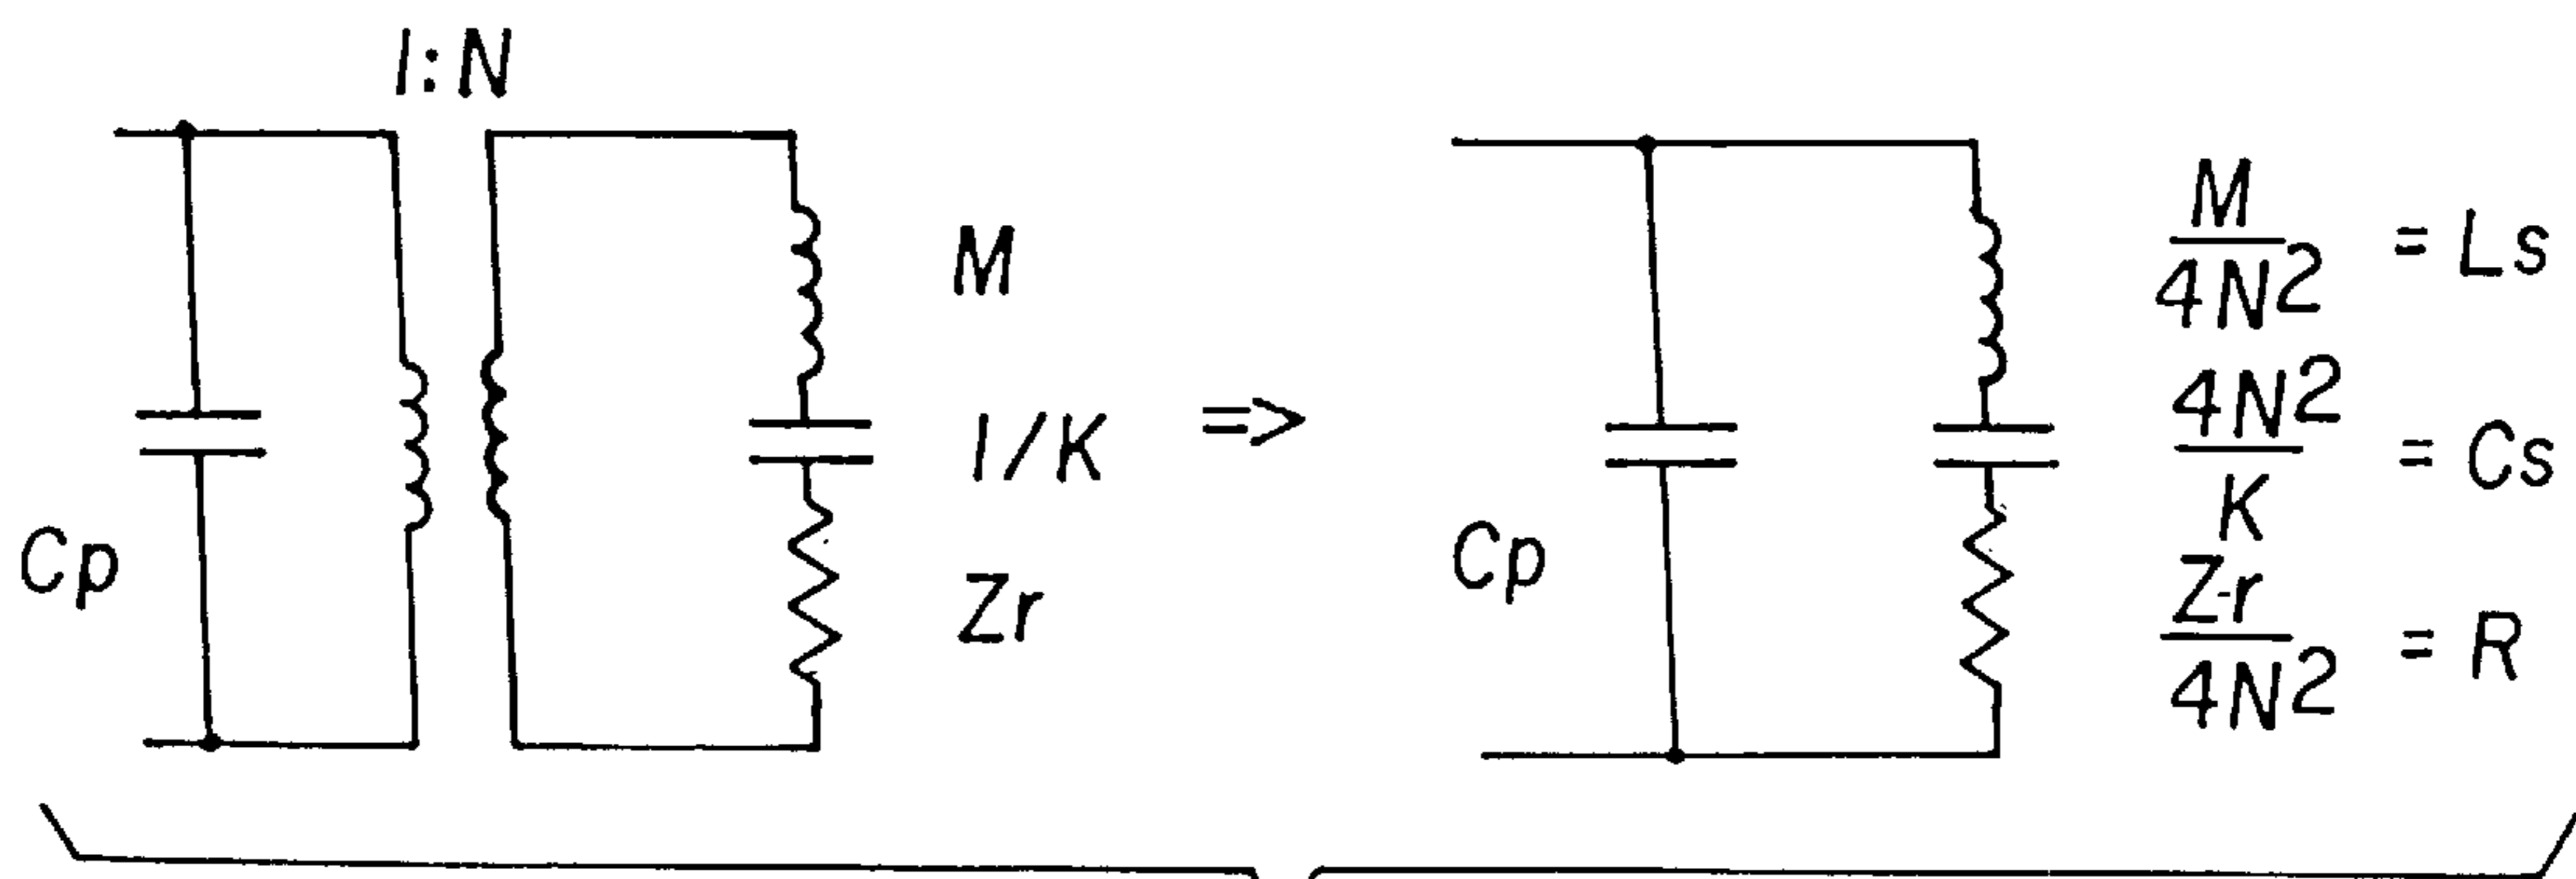 1:N
Cp
M
1/K
Zr
=>
Cp
M/4N2 = Ls
4N2/K = Cs
Zr/4N2 = R